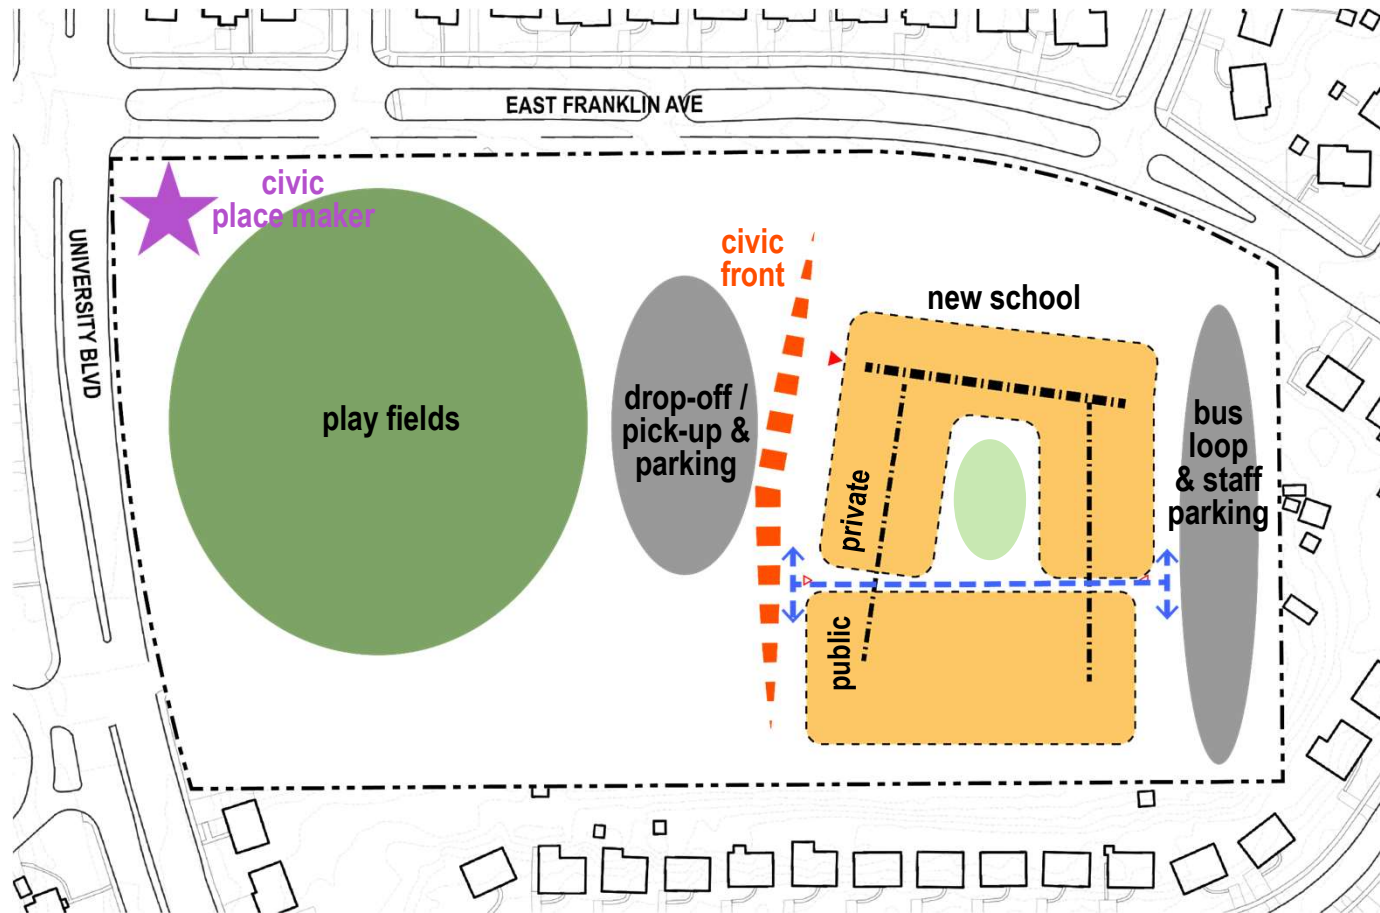 EAST FRANKLIN AVE
civic
place maker
UNIVERSITY BLVD
civic
front
new school
play fields
drop-off /
pick-up &
parking
private
public
bus
loop
& staff
parking